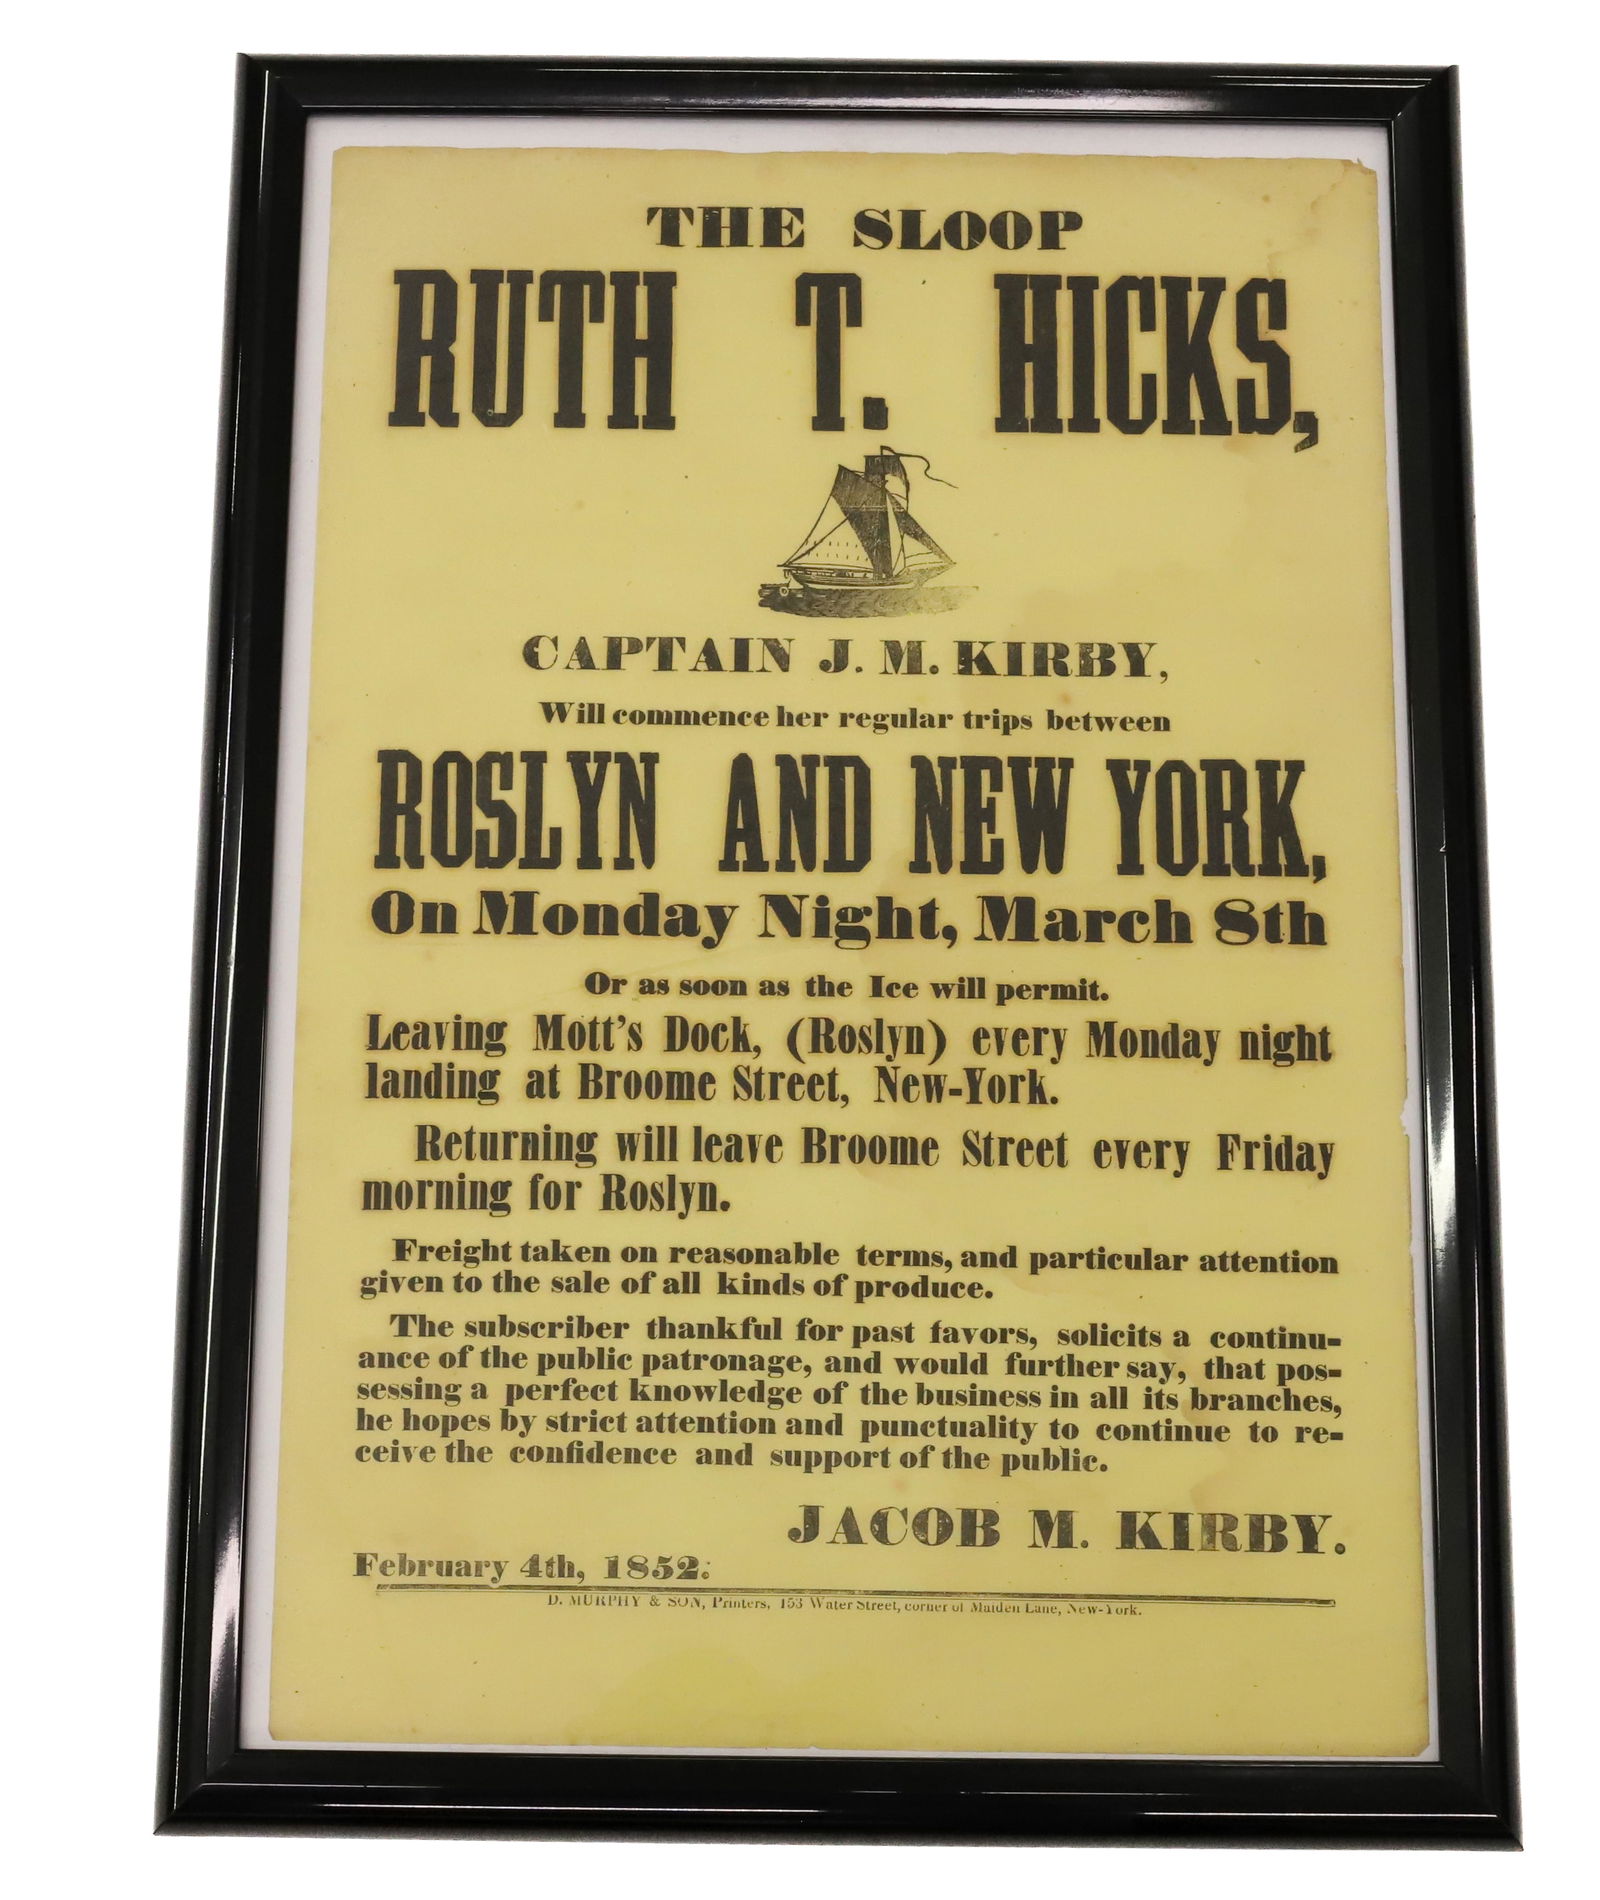 THE SLOOP
RUTH T. HICKS,
CAPTAIN J. M. KIRBY,
Will commence her regular trips between
ROSLYN AND NEW YORK,
On Monday Night, March 8th
Or as soon as the Ice will permit.
Leaving Mott's Dock, (Roslyn) every Monday night
landing at Broome Street, New-York.
Returning will leave Broome Street every Friday
morning for Roslyn.
Freight taken on reasonable terms, and particular attention
given to the sale of all kinds of produce.
The subscriber thankful for past favors, solicits a continu-
ance of the public patronage, and would further say, that pos-
sessing a perfect knowledge of the business in all its branches,
he hopes by strict attention and punctuality to continue to re-
ceive the confidence and support of the public.
JACOB M. KIRBY.
February 4th, 1852.
D. MURPHY & SON, Printers, 153 Water Street, corner of Maiden Lane, New-York.